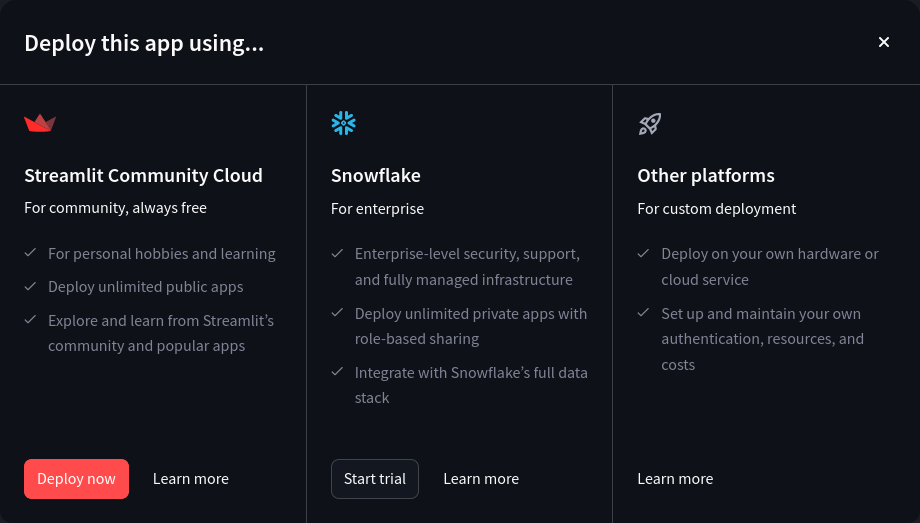 Deploy this app using...
Streamlit Community Cloud
For community, always free
For personal hobbies and learning
Deploy unlimited public apps
Explore and learn from Streamlit’s
community and popular apps
Deploy now
Learn more
Snowflake
For enterprise
Enterprise-level security, support,
and fully managed infrastructure
Deploy unlimited private apps with
role-based sharing
Integrate with Snowflake’s full data
stack
Start trial
Learn more
Other platforms
For custom deployment
Deploy on your own hardware or
cloud service
Set up and maintain your own
authentication, resources, and
costs
Learn more